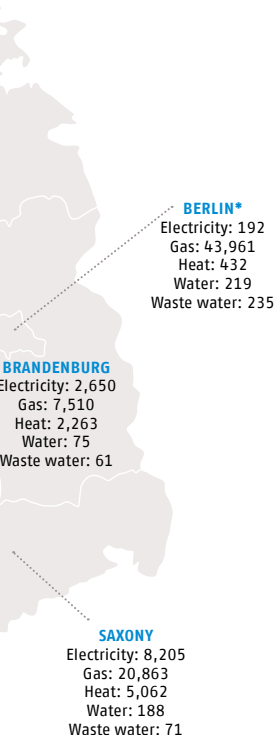 BERLIN*
Electricity: 192
Gas: 43,961
Heat: 432
Water: 219
Waste water: 235
BRANDENBURG
Electricity: 2,650
Gas: 7,510
Heat: 2,263
Water: 75
Waste water: 61
SAXONY
Electricity: 8,205
Gas: 20,863
Heat: 5,062
Water: 188
Waste water: 71